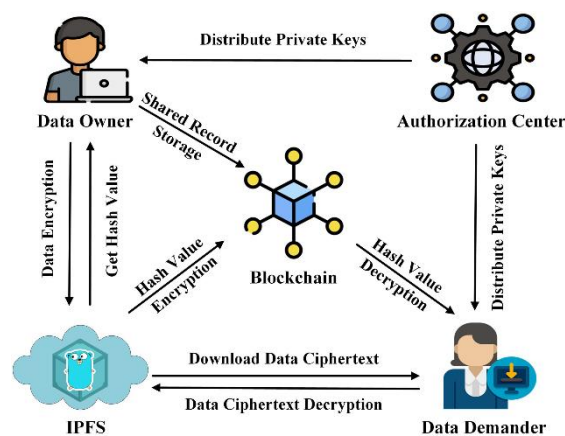 Distribute Private Keys
Data Owner
Authorization Center
Shared Record
Storage
Data Encryption
Get Hash Value
Distribute Private Keys
Blockchain
Hash Value
Encryption
Hash Value
Decryption
Download Data Ciphertext
Data Ciphertext Decryption
IPFS
Data Demander